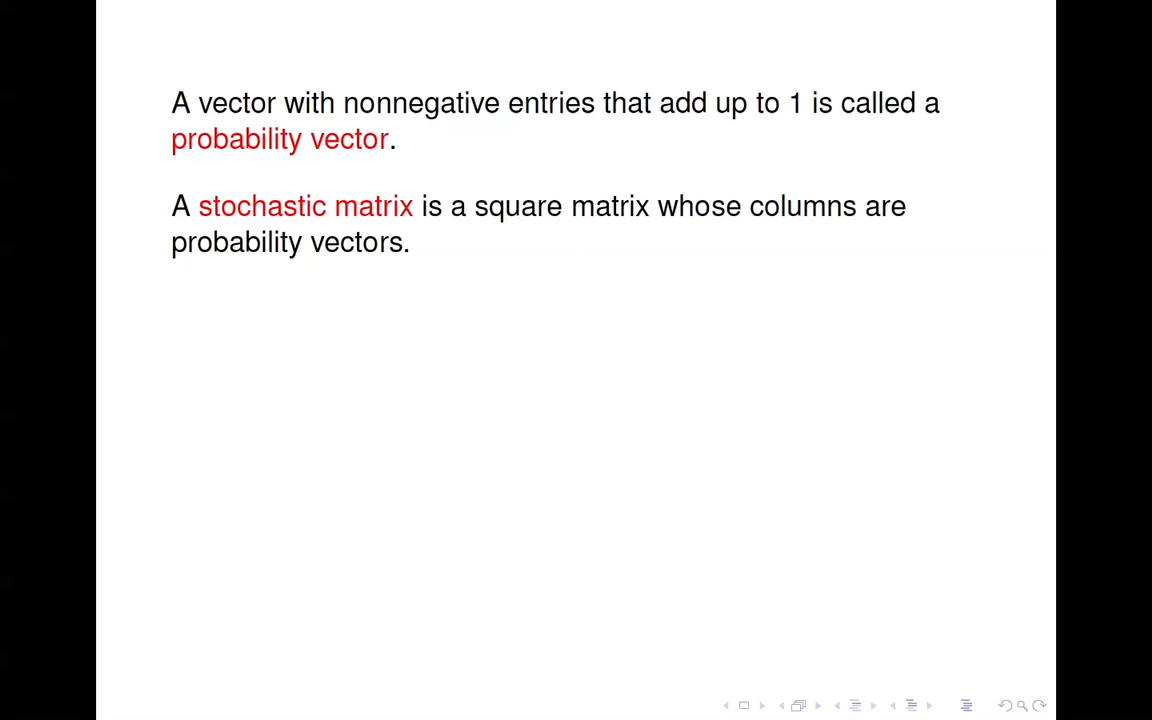 A vector with nonnegative entries that add up to 1 is called a
probability vector.
A stochastic matrix is a square matrix whose columns are
probability vectors.